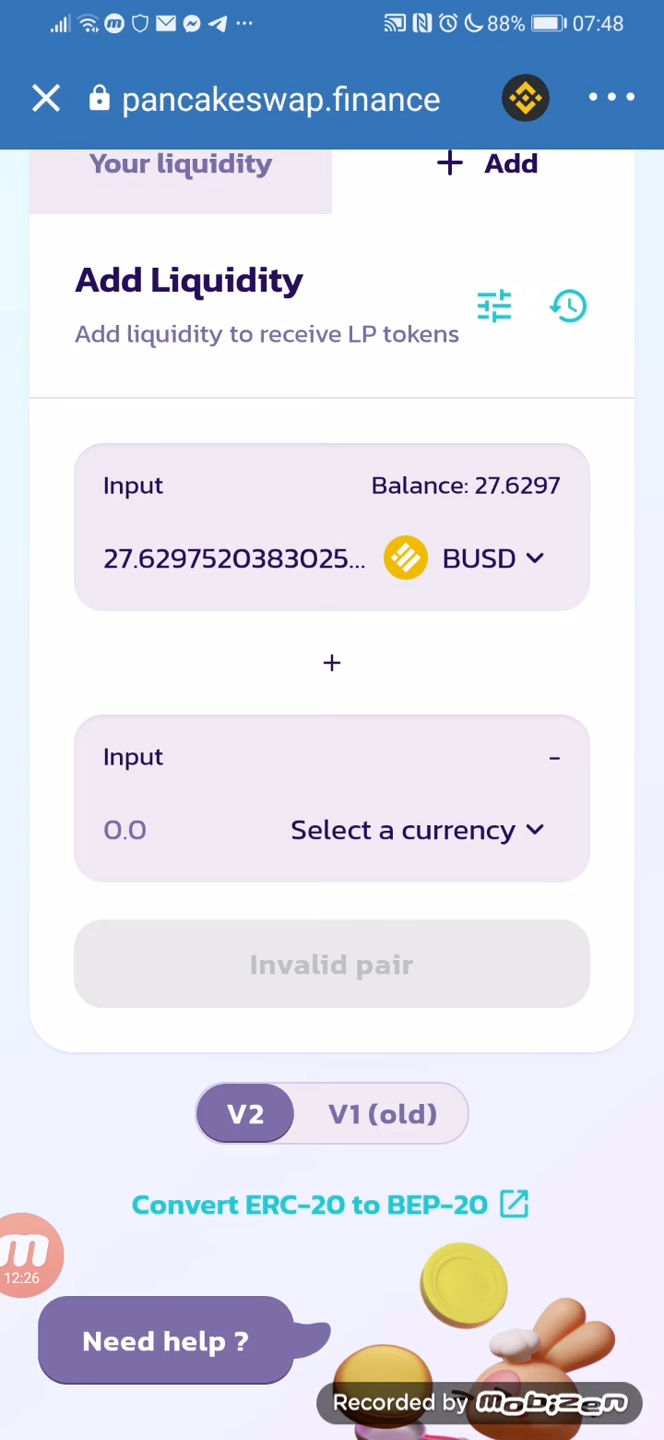 88% 07:48
pancakeswap.finance
Your liquidity
+ Add
Add Liquidity
Add liquidity to receive LP tokens
Input Balance: 27.6297
27.6297520383025... BUSD
+
Input -
0.0 Select a currency
Invalid pair
V2 V1 (old)
Convert ERC-20 to BEP-20
m
12:26
Need help ?
Recorded by mobizen